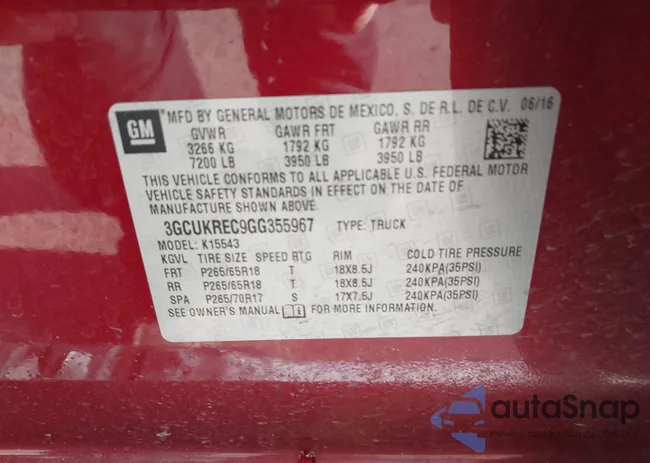 GM
*MFD BY GENERAL MOTORS DE MEXICO, S. DE R.L. DE C.V. 06/16
GVWR GAWR FRT GAWR RR
3266 KG 1792 KG 1792 KG
7200 LB 3950 LB 3950 LB
THIS VEHICLE CONFORMS TO ALL APPLICABLE U.S. FEDERAL MOTOR
VEHICLE SAFETY STANDARDS IN EFFECT ON THE DATE OF
MANUFACTURE SHOWN ABOVE.
3GCUKREC9GG355967 TYPE: TRUCK
MODEL: K15543
KGVL TIRE SIZE SPEED RTG RIM COLD TIRE PRESSURE
FRT P265/65R18 T 18X8.5J 240KPA(35PSI)
RR P265/65R18 T 18X8.5J 240KPA(35PSI)
SPA P265/70R17 S 17X7.5J 240KPA(35PSI)
SEE OWNER'S MANUAL FOR MORE INFORMATION.
autaSnap